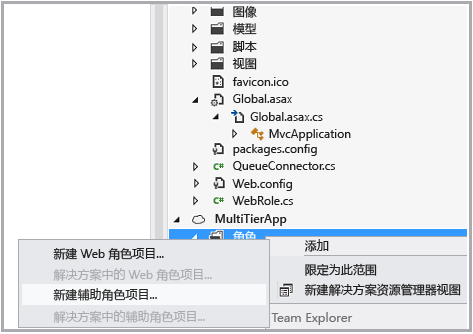 图像
模型
脚本
视图
favicon.ico
Global.asax
Global.asax.cs
MvcApplication
packages.config
C# QueueConnector.cs
Web.config
C# WebRole.cs
MultiTierApp
角色
添加
限定为此范围
新建解决方案资源管理器视图
新建 Web 角色项目...
解决方案中的 Web 角色项目...
新建辅助角色项目...
解决方案中的辅助角色项目...
Team Explorer